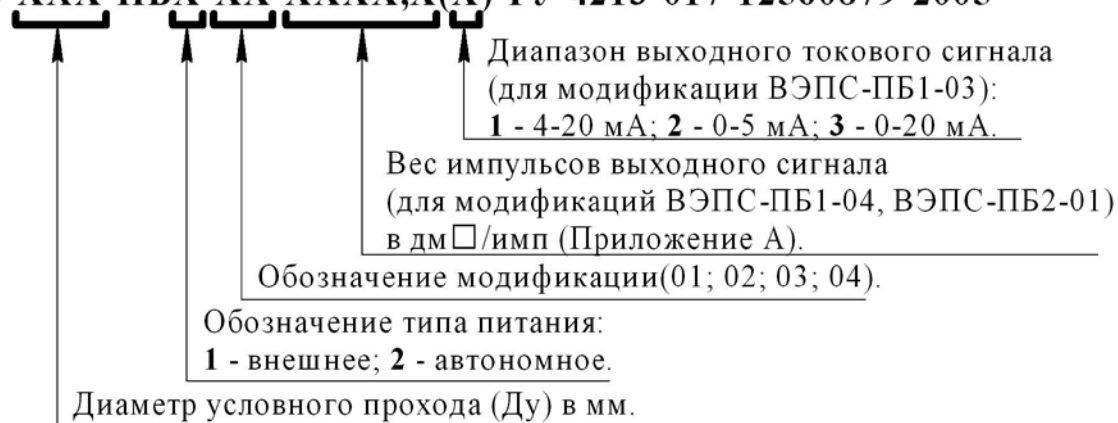 Диапазон выходного токового сигнала
(для модификации ВЭПС-ПБ1-03):
1 - 4-20 мА; 2 - 0-5 мА; 3 - 0-20 мА.
Вес импульсов выходного сигнала
(для модификаций ВЭПС-ПБ1-04, ВЭПС-ПБ2-01)
в дм□/имп (Приложение А).
Обозначение модификации(01; 02; 03; 04).
Обозначение типа питания:
1 - внешнее; 2 - автономное.
Диаметр условного прохода (Ду) в мм.